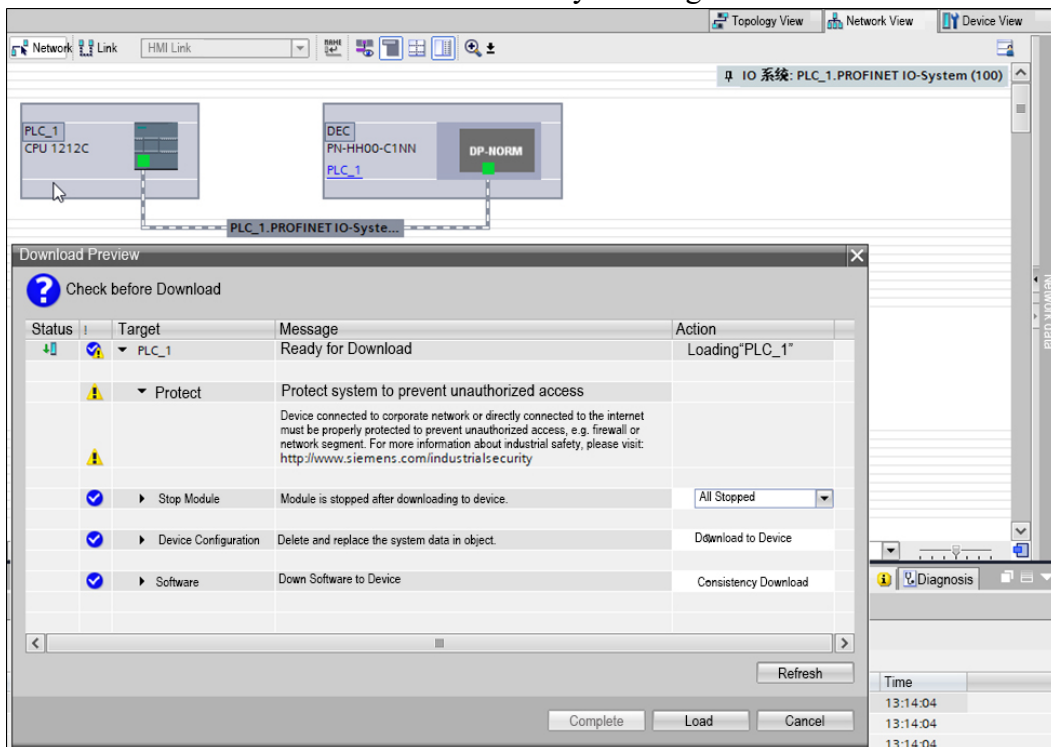 Topology View Network View Device View
Network Link HMI Link
IO 系统: PLC_1.PROFINET IO-System (100)
PLC_1
CPU 1212C
DEC
PN-HH00-C1NN
PLC_1
DP-NORM
PLC_1.PROFINET IO-Syste...
Download Preview
Check before Download
Status ! Target Message Action
PLC_1 Ready for Download Loading“PLC_1”
Protect Protect system to prevent unauthorized access
Device connected to corporate network or directly connected to the internet
must be properly protected to prevent unauthorized access, e.g. firewall or
network segment. For more information about industrial safety, please visit:
http://www.siemens.com/industrialsecurity
Stop Module Module is stopped after downloading to device. All Stopped
Device Configuration Delete and replace the system data in object. Download to Device
Software Down Software to Device Consistency Download
Refresh
Complete Load Cancel
Network data
Diagnosis
Time
13:14:04
13:14:04
13:14:04